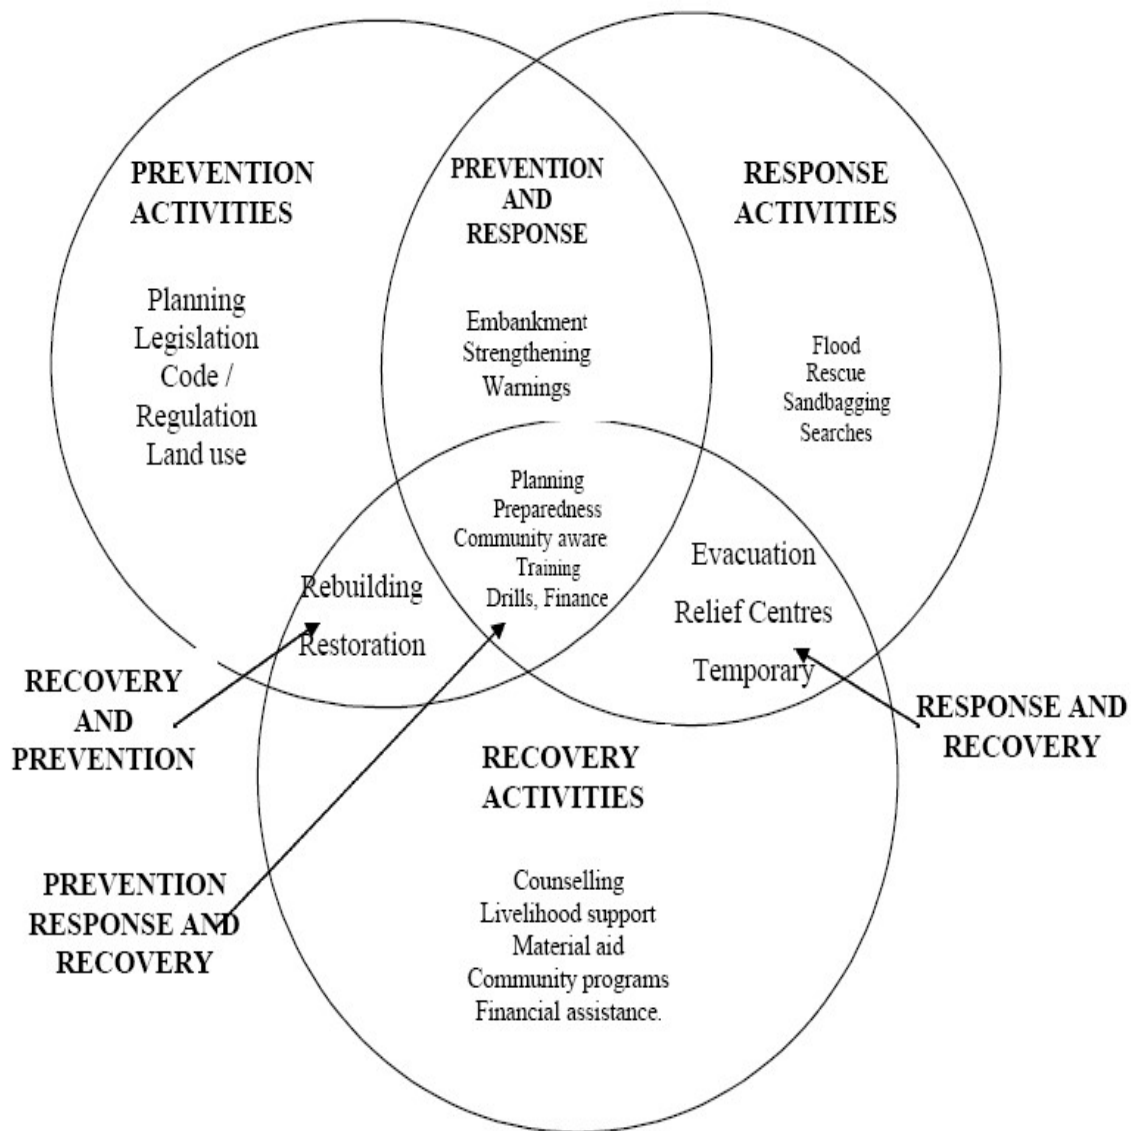 PREVENTION
ACTIVITIES
Planning
Legislation
Code /
Regulation
Land use
PREVENTION
AND
RESPONSE
Embankment
Strengthening
Warnings
RESPONSE
ACTIVITIES
Flood
Rescue
Sandbagging
Searches
Planning
Preparedness
Community aware
Training
Drills, Finance
Rebuilding
Restoration
Evacuation
Relief Centres
Temporary
RECOVERY
AND
PREVENTION
RESPONSE AND
RECOVERY
RECOVERY
ACTIVITIES
Counselling
Livelihood support
Material aid
Community programs
Financial assistance.
PREVENTION
RESPONSE AND
RECOVERY